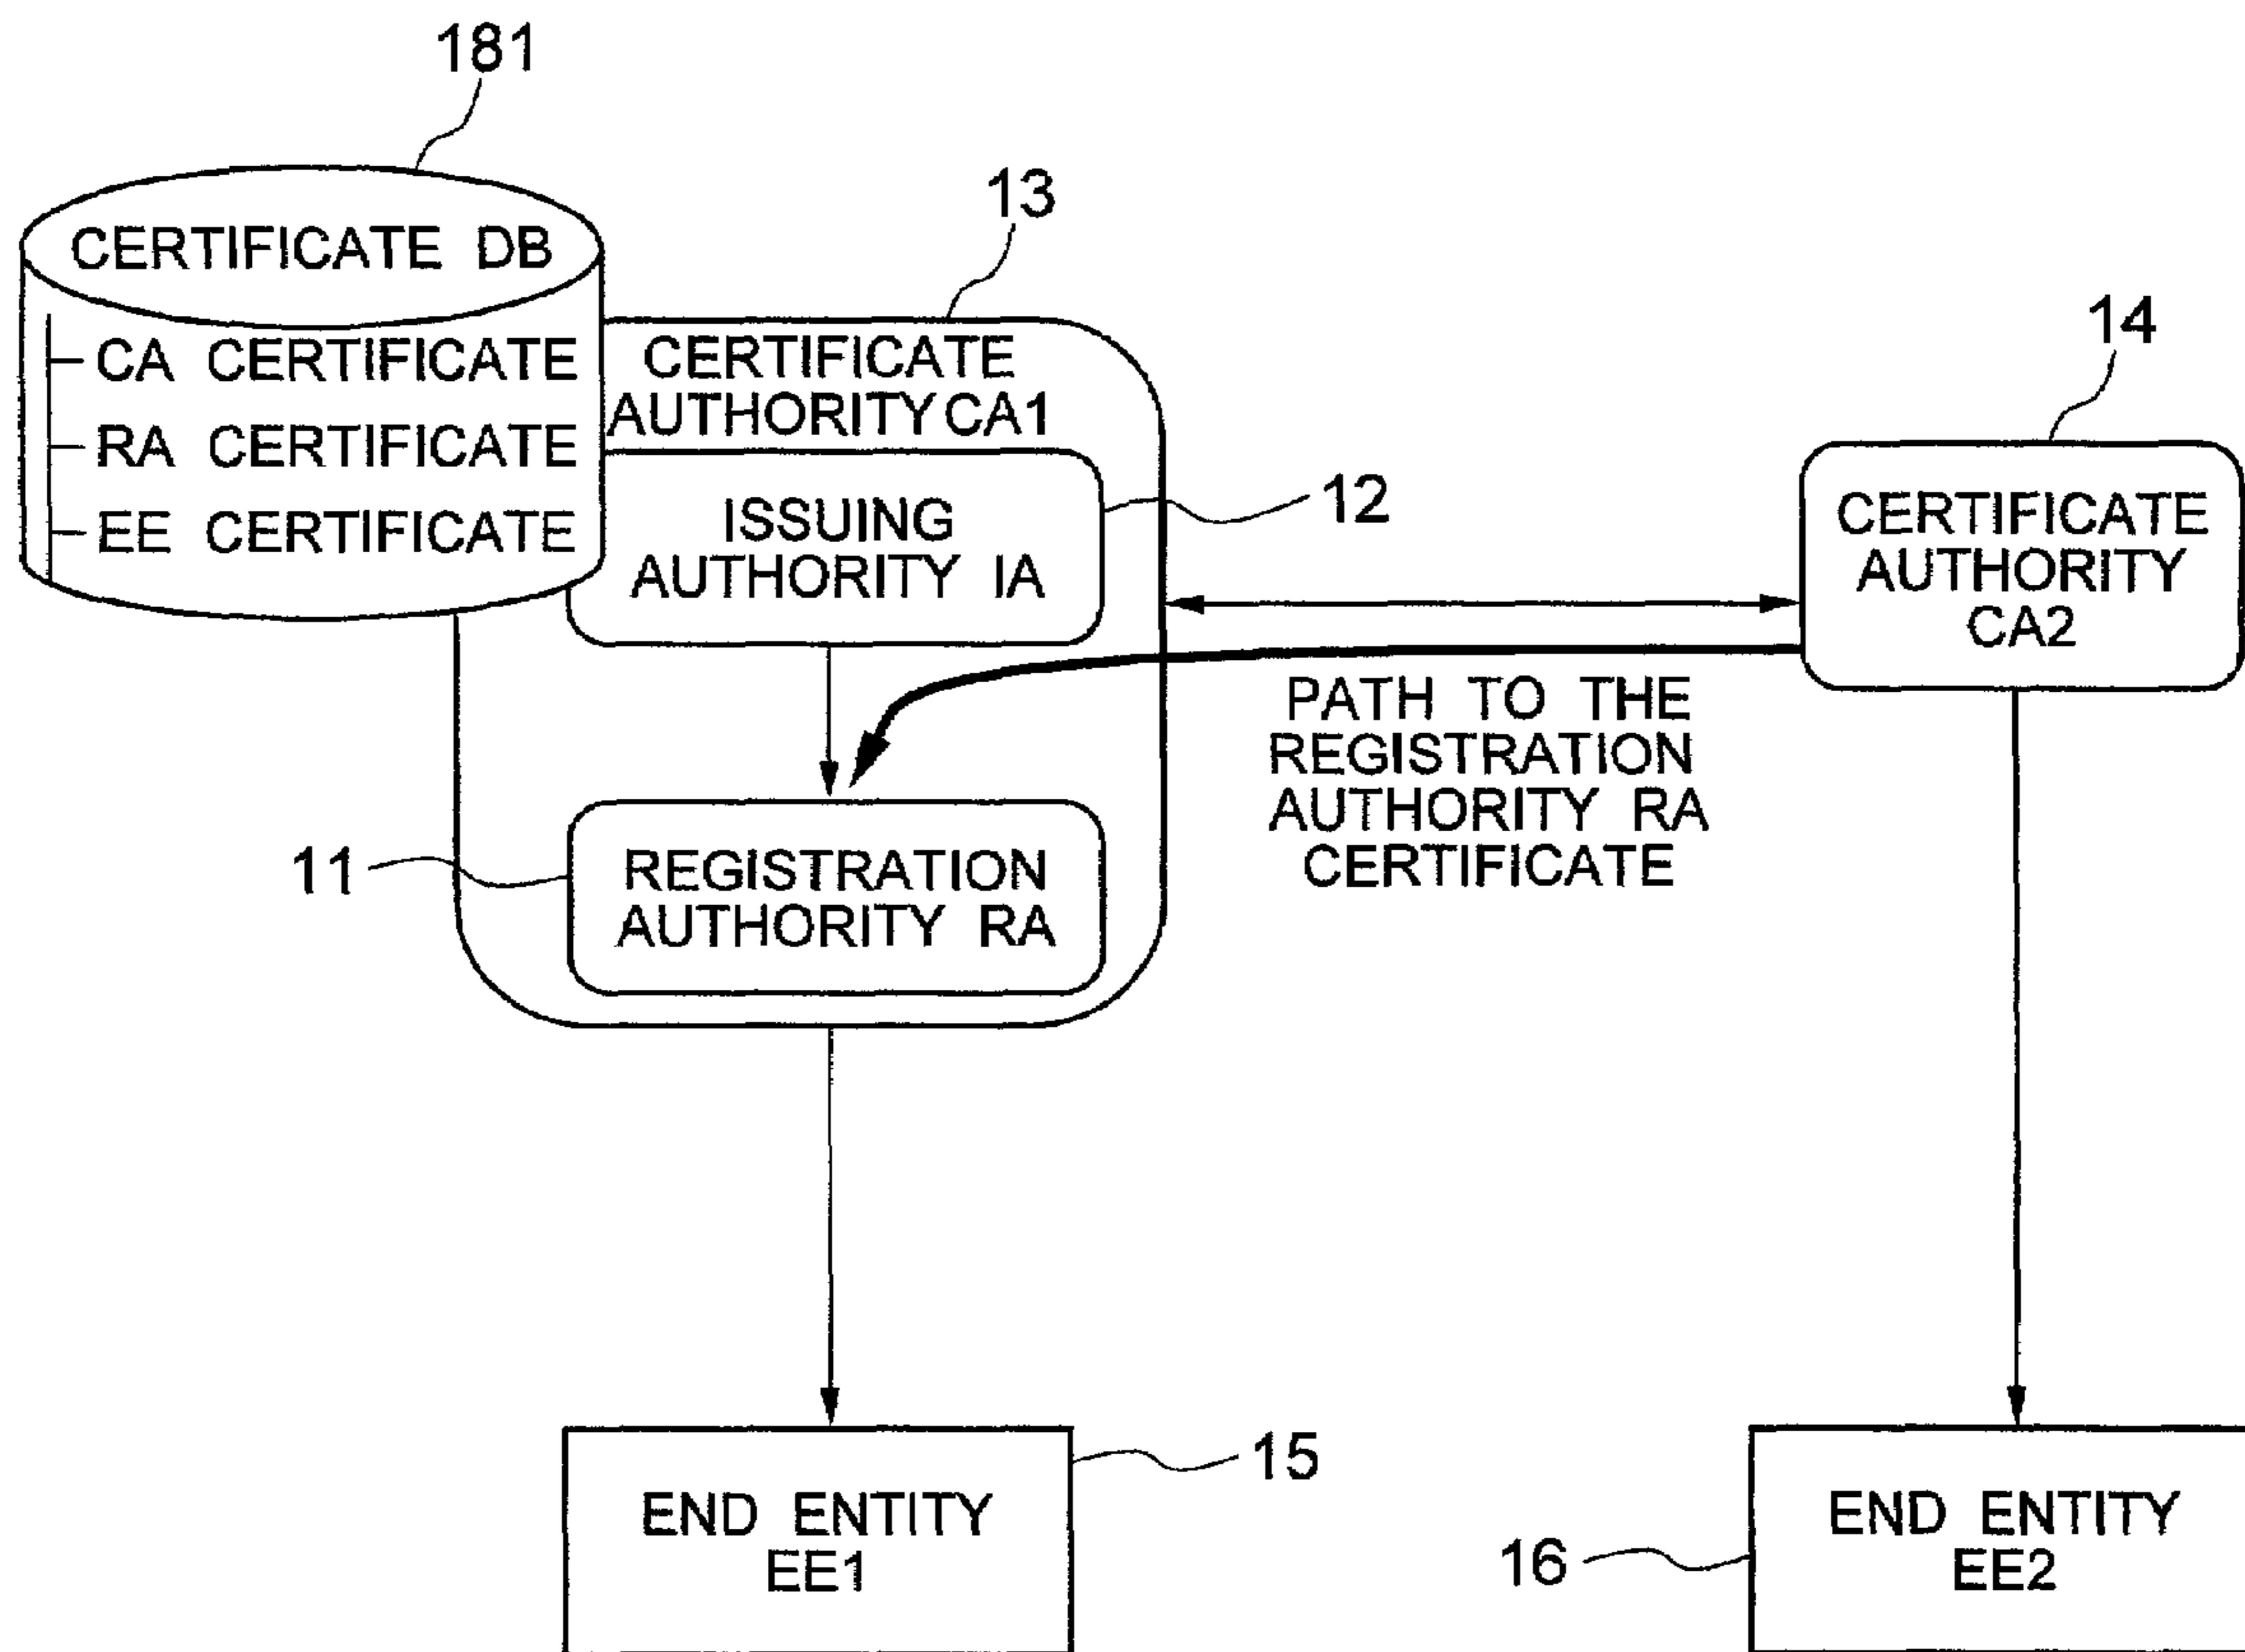 181
CERTIFICATE DB
CA CERTIFICATE
RA CERTIFICATE
EE CERTIFICATE
13
CERTIFICATE
AUTHORITY CA1
12
ISSUING
AUTHORITY IA
14
CERTIFICATE
AUTHORITY
CA2
PATH TO THE
REGISTRATION
AUTHORITY RA
CERTIFICATE
11
REGISTRATION
AUTHORITY RA
15
END ENTITY
EE1
16
END ENTITY
EE2